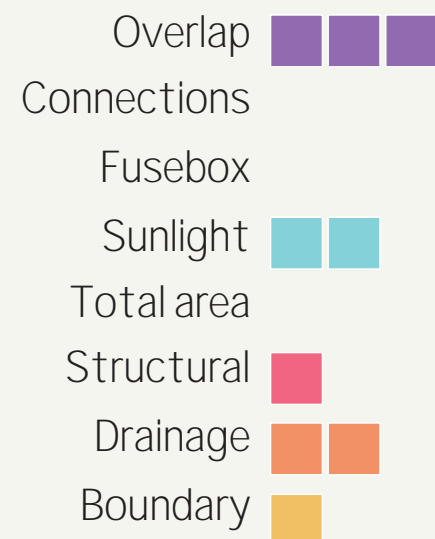 Overlap
Connections
Fusebox
Sunlight
Total area
Structural
Drainage
Boundary